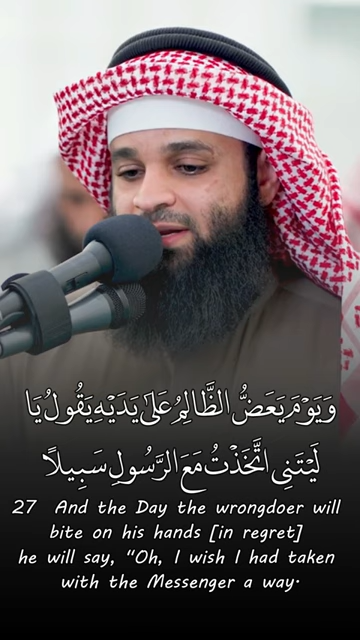 وَيَوْمَ يَعَضُّ الظَّالِمُ عَلَىٰ يَدَيْهِ يَقُولُ يَا
لَيْتَنِي اتَّخَذْتُ مَعَ الرَّسُولِ سَبِيلًا
27 And the Day the wrongdoer will
bite on his hands [in regret]
he will say, "Oh, I wish I had taken
with the Messenger a way.